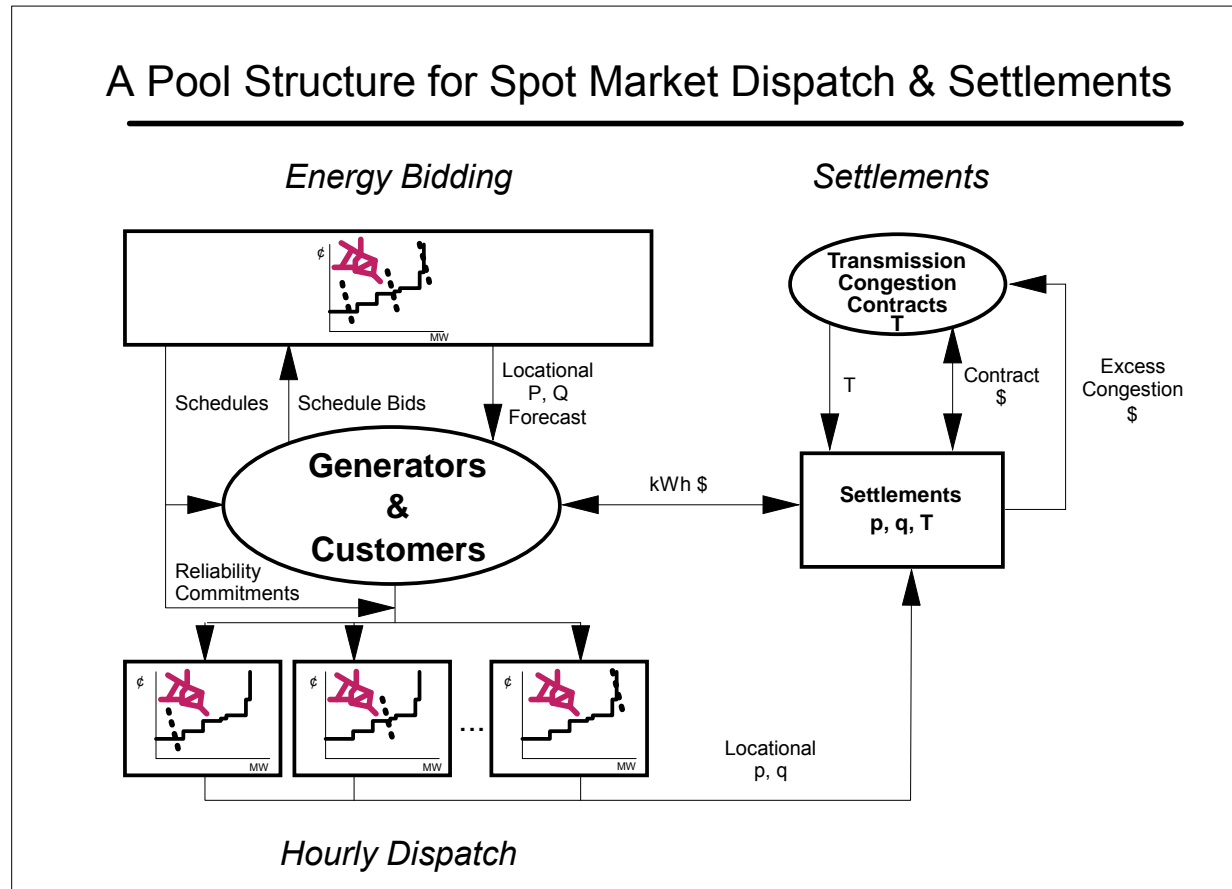 A Pool Structure for Spot Market Dispatch & Settlements
Energy Bidding
Settlements
¢
MW
Transmission
Congestion
Contracts
T
Schedules
Schedule Bids
Locational
P, Q
Forecast
T
Contract
$
Excess
Congestion
$
Generators
&
Customers
kWh $
Settlements
p, q, T
Reliability
Commitments
¢
MW
¢
MW
...
¢
MW
Locational
p, q
Hourly Dispatch